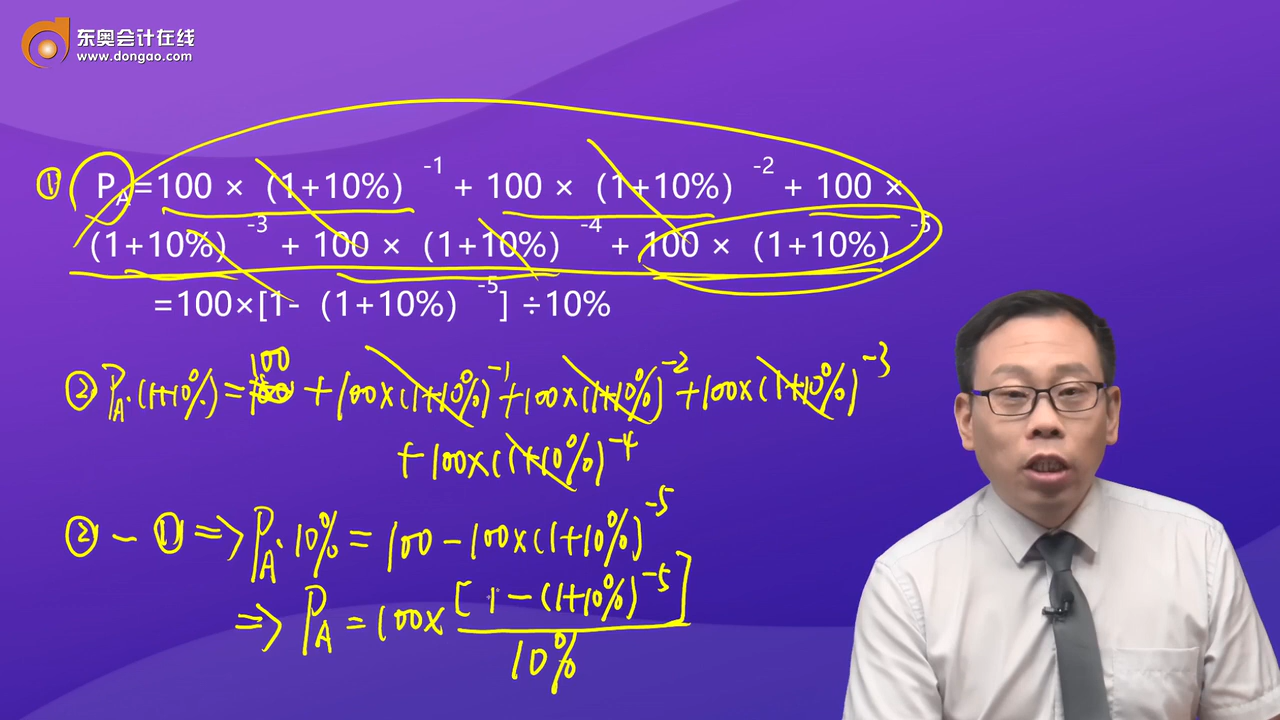 东奥会计在线
www.dongao.com
① P_A=100 × (1+10%)^-1 + 100 × (1+10%)^-2 + 100 ×
(1+10%)^-3 + 100 × (1+10%)^-4 + 100 × (1+10%)^-5
=100×[1-(1+10%)^-5] ÷10%
② P_A·(1+10%)=100+100×(1+10%)^-1+100×(1+10%)^-2+100×(1+10%)^-3
+100×(1+10%)^-4
②-①⇒P_A·10%=100-100×(1+10%)^-5
⇒P_A=100×[1-(1+10%)^-5]
10%